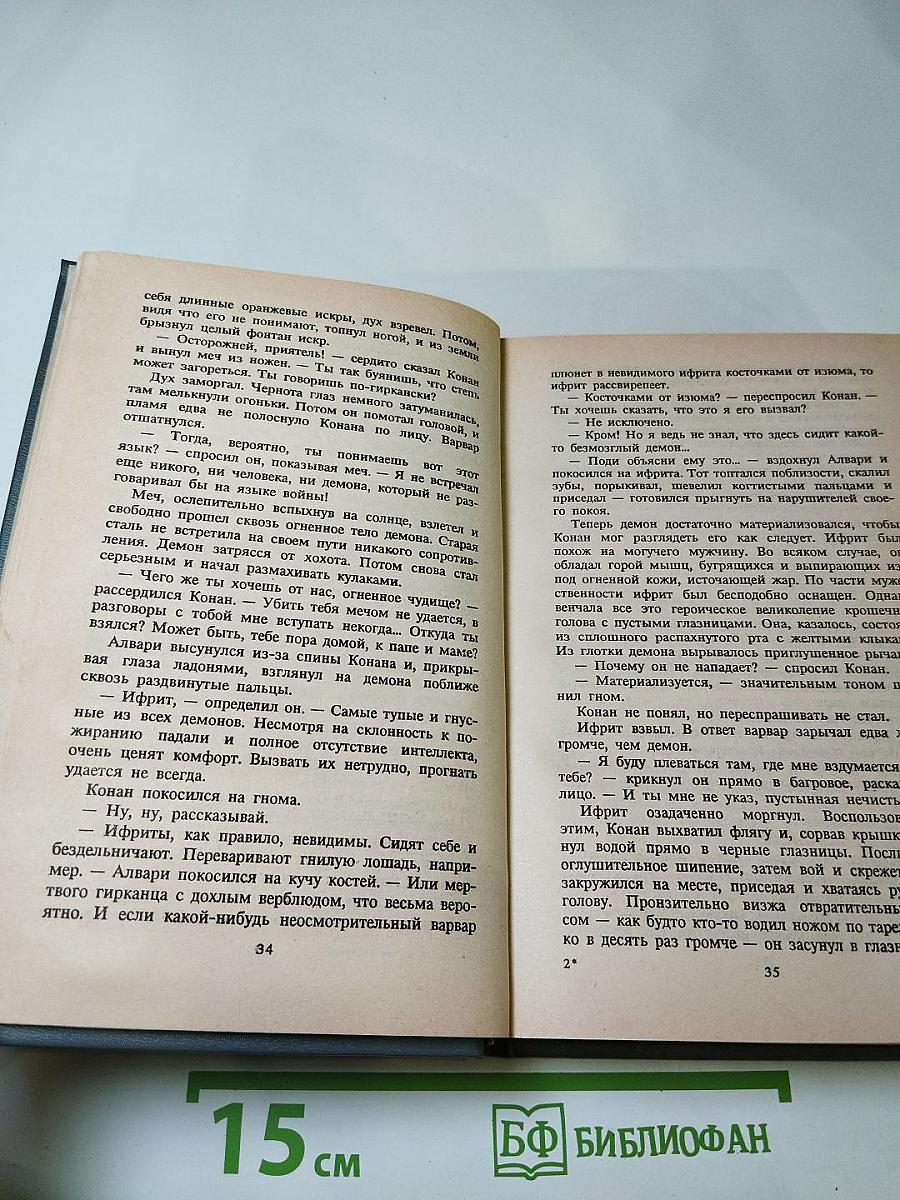 себя длинные оранжевые искры, дух взревел. Потом,
видя что его не понимают, топнул ногой, и из земли
брызнул целый фонтан искр.
— Осторожней, приятель! — сердито сказал Конан
и вынул меч из ножен. — Ты так буянишь, что степь
может загореться. Ты говоришь по-гиркански?
Дух заморгал. Чернота глаз немного затуманилась,
там мелькнули огоньки. Потом он помотал головой, и
пламя едва не полоснуло Конана по лицу. Варвар
отшатнулся.
— Тогда, вероятно, ты понимаешь вот этот
язык? — спросил он, показывая меч. — Я не встречал
еще никого, ни человека, ни демона, который не раз-
говаривал бы на языке войны!
Меч, ослепительно вспыхнув на солнце, взлетел и
свободно прошел сквозь огненное тело демона. Старая
сталь не встретила на своем пути никакого сопротив-
ления. Демон затрясся от хохота. Потом снова стал
серьезным и начал размахивать кулаками.
— Чего же ты хочешь от нас, огненное чудище? —
рассердился Конан. — Убить тебя мечом не удается, в
разговоры с тобой мне вступать некогда... Откуда ты
взялся? Может быть, тебе пора домой, к папе и маме?
Алвари высунулся из-за спины Конана и, прикры-
вая глаза ладонями, взглянул на демона поближе
сквозь раздвинутые пальцы.
— Ифрит, — определил он. — Самые тупые и гнус-
ные из всех демонов. Несмотря на склонность к по-
жиранию падали и полное отсутствие интеллекта,
очень ценят комфорт. Вызвать их нетрудно, прогнать
удается не всегда.
Конан покосился на гнома.
— Ну, ну, рассказывай.
— Ифриты, как правило, невидимы. Сидят себе и
бездельничают. Переваривают гнилую лошадь, напри-
мер. — Алвари покосился на кучу костей. — Или мер-
твого гирканца с дохлым верблюдом, что весьма веро-
ятно. И если какой-нибудь неосмотрительный варвар
34
плюнет в невидимого ифрита косточками от изюма, то
ифрит рассвирепеет.
— Косточками от изюма? — переспросил Конан. —
Ты хочешь сказать, что это я его вызвал?
— Не исключено.
— Кром! Но я ведь не знал, что здесь сидит какой-
то безмозглый демон...
— Поди объясни ему это... — вздохнул Алвари и
покосился на ифрита. Тот топтался поблизости, скалил
зубы, порыкивал, шевелил когтистыми пальцами и
приседал — готовился прыгнуть на нарушителей свое-
го покоя.
Теперь демон достаточно материализовался, чтобы
Конан мог разглядеть его как следует. Ифрит был
похож на могучего мужчину. Во всяком случае, он
обладал горой мышц, бугрящихся и выпирающих из-
под огненной кожи, источающей жар. По части муже-
ственности ифрит был бесподобно оснащен. Однак
венчала все это героическое великолепие крошечн
голова с пустыми глазницами. Она, казалось, состоя
из сплошного распахнутого рта с желтыми клыка
Из глотки демона вырывалось приглушенное рычан
— Почему он не нападает? — спросил Конан.
— Материализуется, — значительным тоном п
нил гном.
Конан не понял, но переспрашивать не стал.
Ифрит взвыл. В ответ варвар зарычал едва л
громче, чем демон.
— Я буду плеваться там, где мне вздумается
тебе? — крикнул он прямо в багровое, раска
лицо. — И ты мне не указ, пустынная нечисть
Ифрит озадаченно моргнул. Воспользов
этим, Конан выхватил флягу и, сорвав крышк
нул водой прямо в черные глазницы. После
оглушительное шипение, затем вой и скрежет
закружился на месте, приседая и хватаясь ру
голову. Пронзительно визжа отвратительны
сом — как будто кто-то водил ножом по тарел
ко в десять раз громче — он засунул в глазн
2*
35
15 см
БФ БИБЛИОФАН